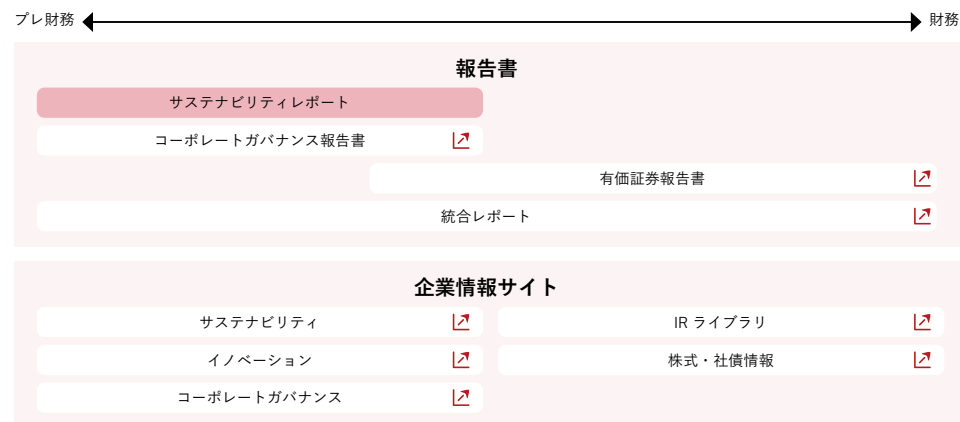 プレ財務
財務
報告書
サステナビリティレポート
コーポレートガバナンス報告書
有価証券報告書
統合レポート
企業情報サイト
サステナビリティ
IR ライブラリ
イノベーション
株式・社債情報
コーポレートガバナンス